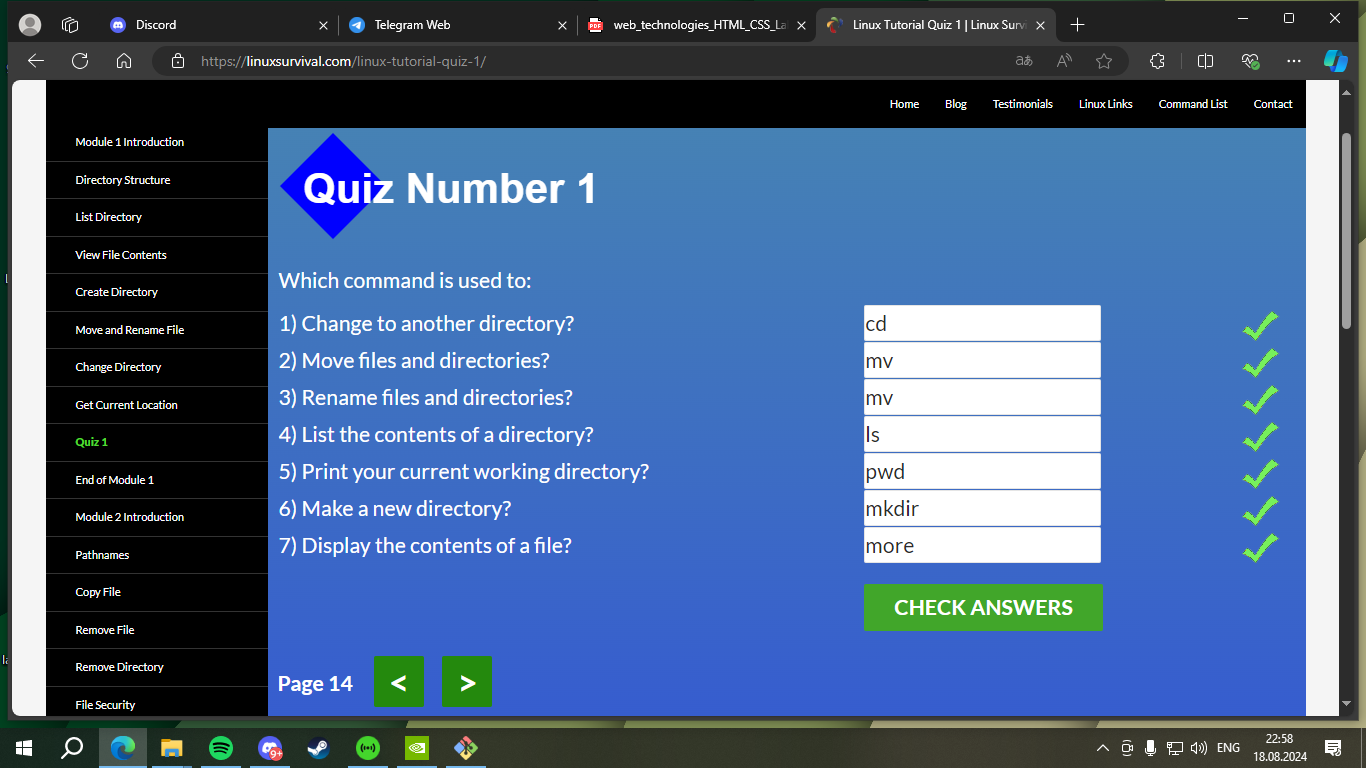 Discord
Telegram Web
PDF
web_technologies_HTML_CSS_La
Linux Tutorial Quiz 1 | Linux Surv
https://linuxsurvival.com/linux-tutorial-quiz-1/
Home Blog Testimonials Linux Links Command List Contact
Module 1 Introduction
Directory Structure
List Directory
View File Contents
Create Directory
Move and Rename File
Change Directory
Get Current Location
Quiz 1
End of Module 1
Module 2 Introduction
Pathnames
Copy File
Remove File
Remove Directory
File Security
Quiz Number 1
Which command is used to:
1) Change to another directory? cd
2) Move files and directories? mv
3) Rename files and directories? mv
4) List the contents of a directory? ls
5) Print your current working directory? pwd
6) Make a new directory? mkdir
7) Display the contents of a file? more
CHECK ANSWERS
Page 14 < >
9+
ENG
22:58
18.08.2024